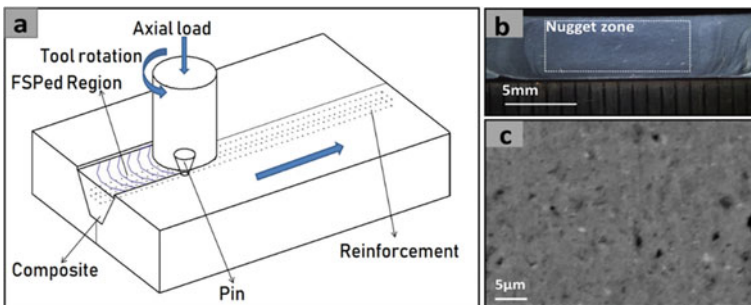 a
Axial load
Tool rotation
FSPed Region
Reinforcement
Composite
Pin
b
Nugget zone
5mm
c
5μm